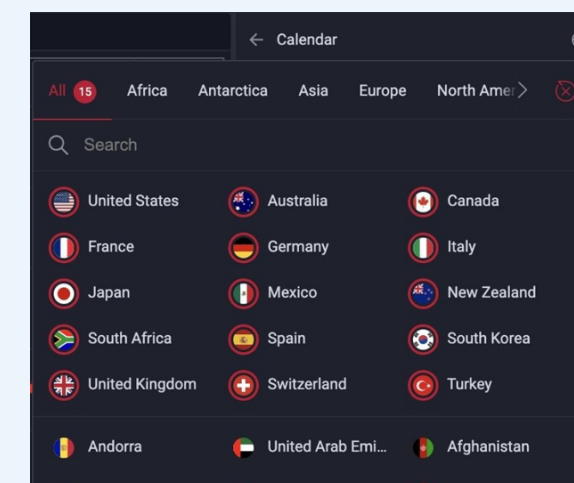 ← Calendar
All 15 Africa Antarctica Asia Europe North Amer
Search
United States Australia Canada
France Germany Italy
Japan Mexico New Zealand
South Africa Spain South Korea
United Kingdom Switzerland Turkey
Andorra United Arab Emi... Afghanistan